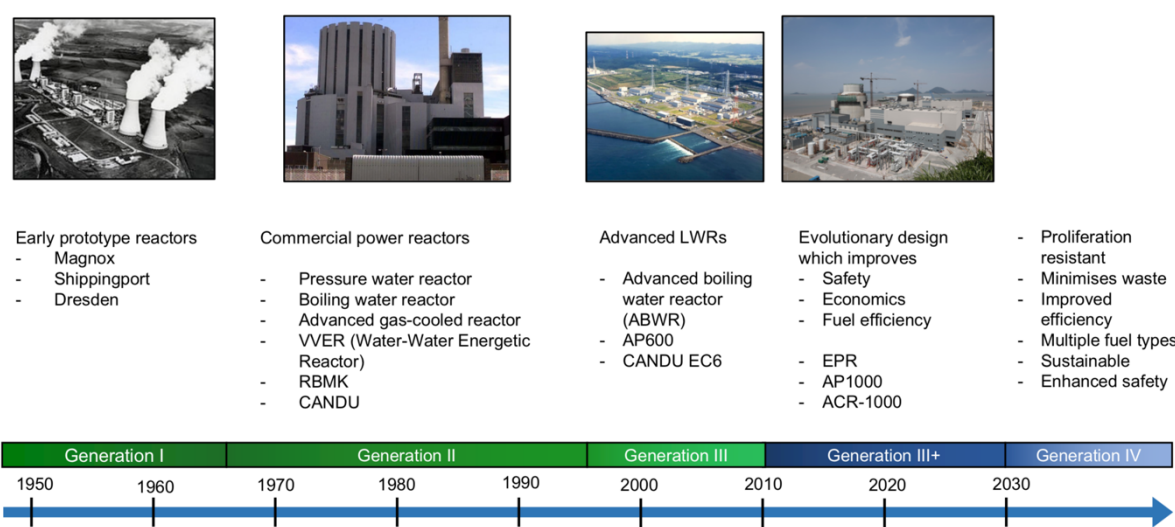 Early prototype reactors
- Magnox
- Shippingport
- Dresden
Commercial power reactors
- Pressure water reactor
- Boiling water reactor
- Advanced gas-cooled reactor
- VVER (Water-Water Energetic
Reactor)
- RBMK
- CANDU
Advanced LWRs
- Advanced boiling
water reactor
(ABWR)
- AP600
- CANDU EC6
Evolutionary design
which improves
- Safety
- Economics
- Fuel efficiency
- EPR
- AP1000
- ACR-1000
- Proliferation
resistant
- Minimises waste
- Improved
efficiency
- Multiple fuel types
- Sustainable
- Enhanced safety
Generation I
Generation II
Generation III
Generation III+
Generation IV
1950
1960
1970
1980
1990
2000
2010
2020
2030